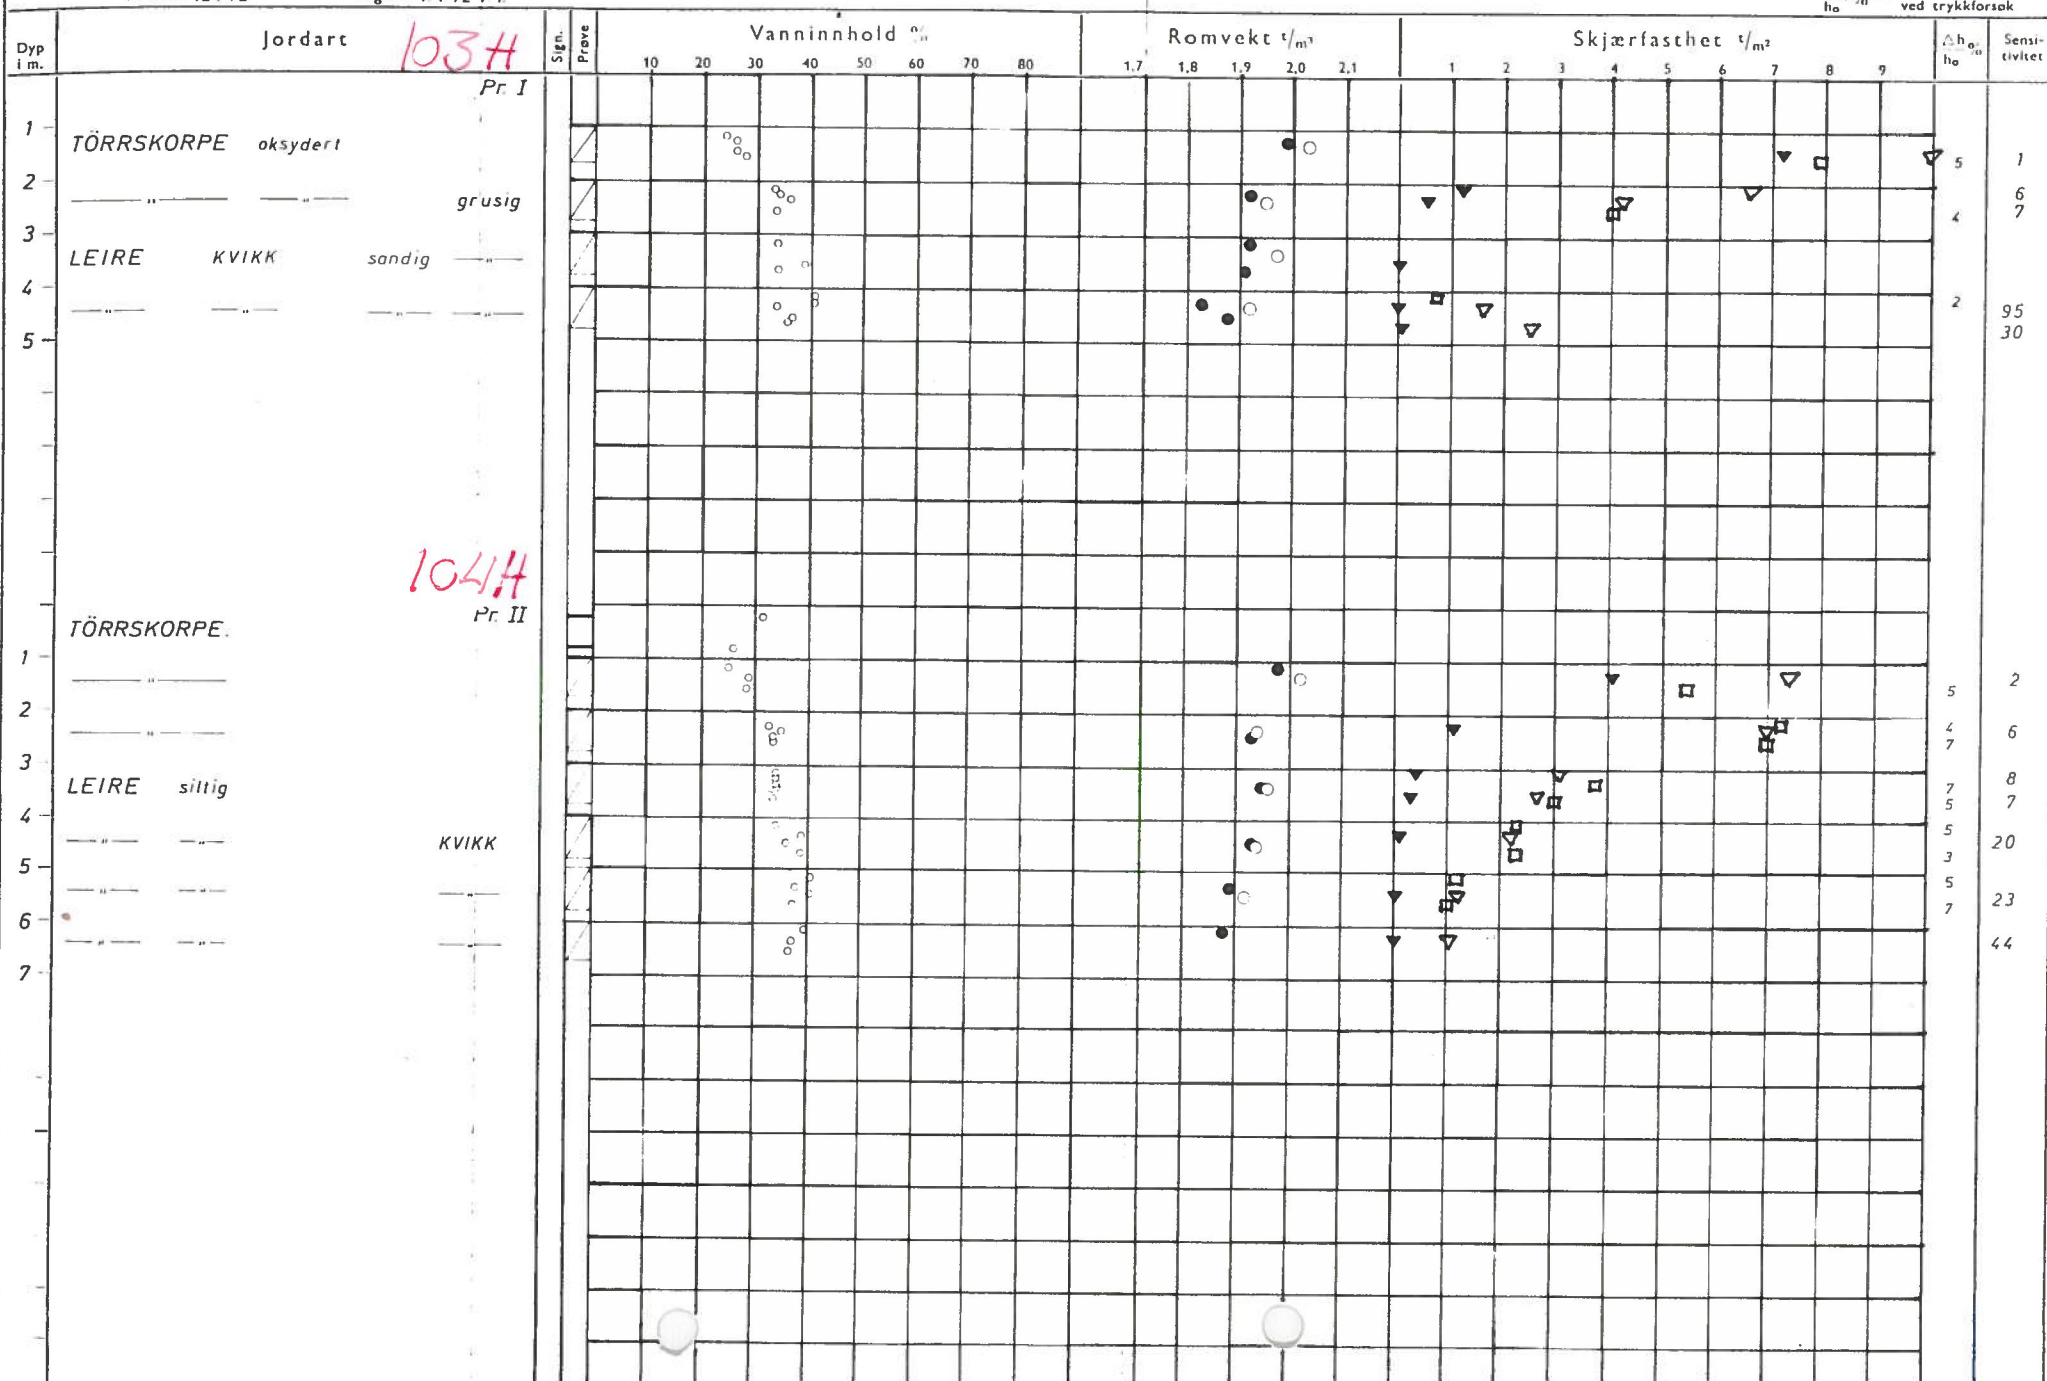 h₀ ved trykkforsøk
Dyp i m. Jordart 103H Sign. Prøve Vanninnhold % Romvekt t/m³ Skjærfasthet t/m² Δh/h₀ % Sensitivitet
10 20 30 40 50 60 70 80 1,7 1,8 1,9 2,0 2,1 1 2 3 4 5 6 7 8 9
Pr. I
1
TÖRRSKORPE oksydert 5 1
2
—"— —"— grusig 6
4 7
3
LEIRE KVIKK sandig —"—
4
2
—"— —"— —"— —"— 95
30
5
104H
Pr. II
TÖRRSKORPE.
1
—"— 5 2
2
—"— 4 6
7
3
LEIRE siltig 8
7
5 7
4
5
—"— —"— KVIKK 20
3
5
5
—"— —"— —"— 23
7
6
—"— —"— —"— 44
7